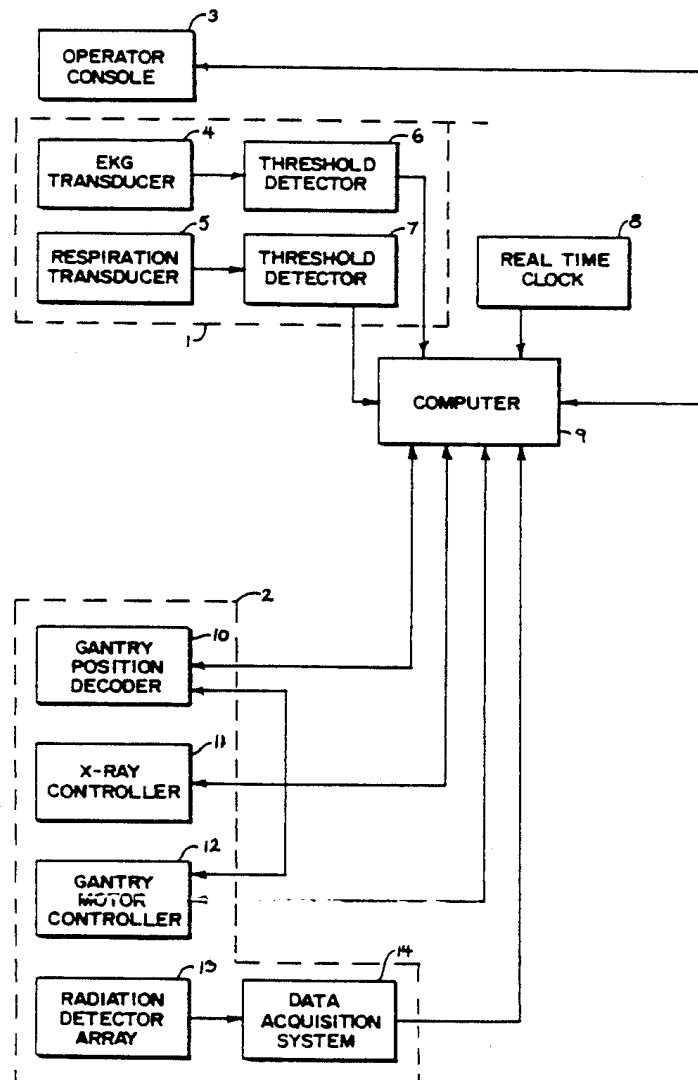 3
OPERATOR
CONSOLE
4
EKG
TRANSDUCER
6
THRESHOLD
DETECTOR
5
RESPIRATION
TRANSDUCER
7
THRESHOLD
DETECTOR
8
REAL TIME
CLOCK
1
COMPUTER
9
2
10
GANTRY
POSITION
DECODER
11
X-RAY
CONTROLLER
12
GANTRY
MOTOR
CONTROLLER
13
RADIATION
DETECTOR
ARRAY
14
DATA
ACQUISITION
SYSTEM